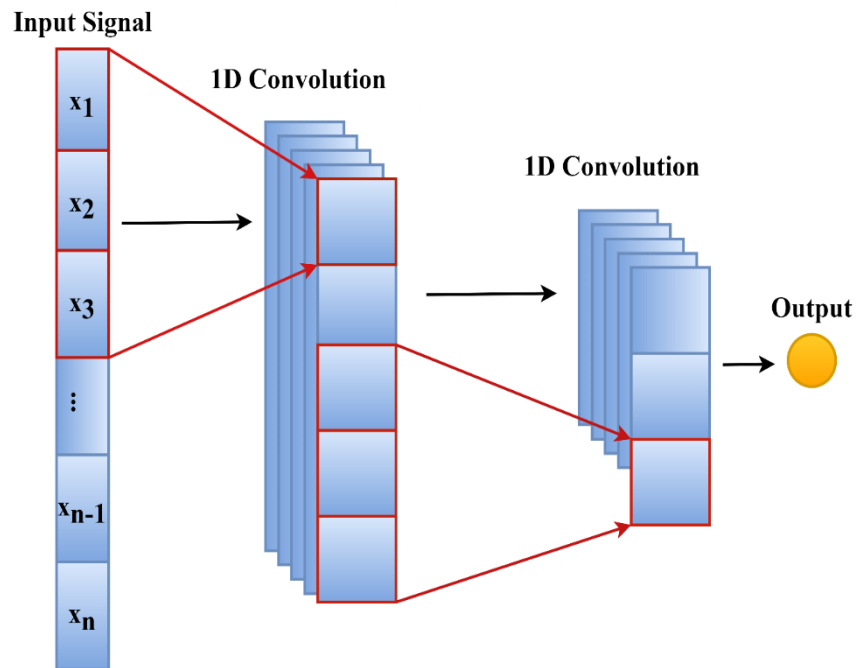 Input Signal
1D Convolution
1D Convolution
Output
x1
x2
x3
...
xn-1
xn